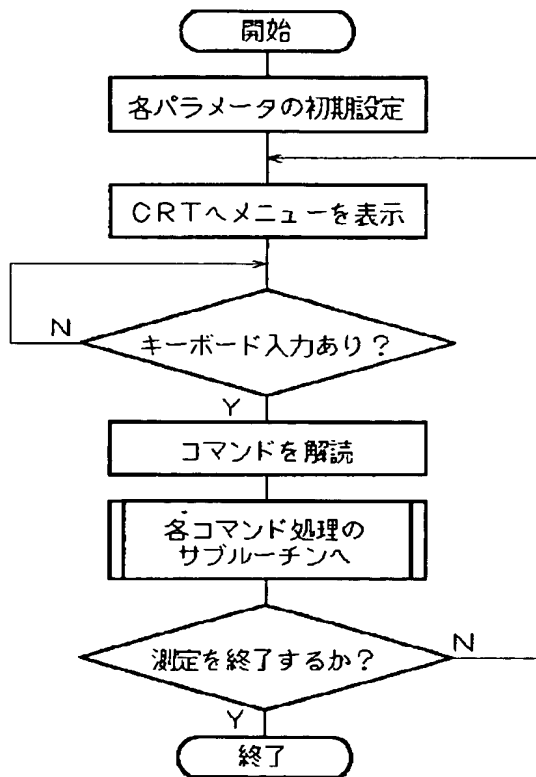 開始
各パラメータの初期設定
CRTへメニューを表示
N
キーボード入力あり？
Y
コマンドを解読
各コマンド処理の
サブルーチンへ
N
測定を終了するか？
Y
終了